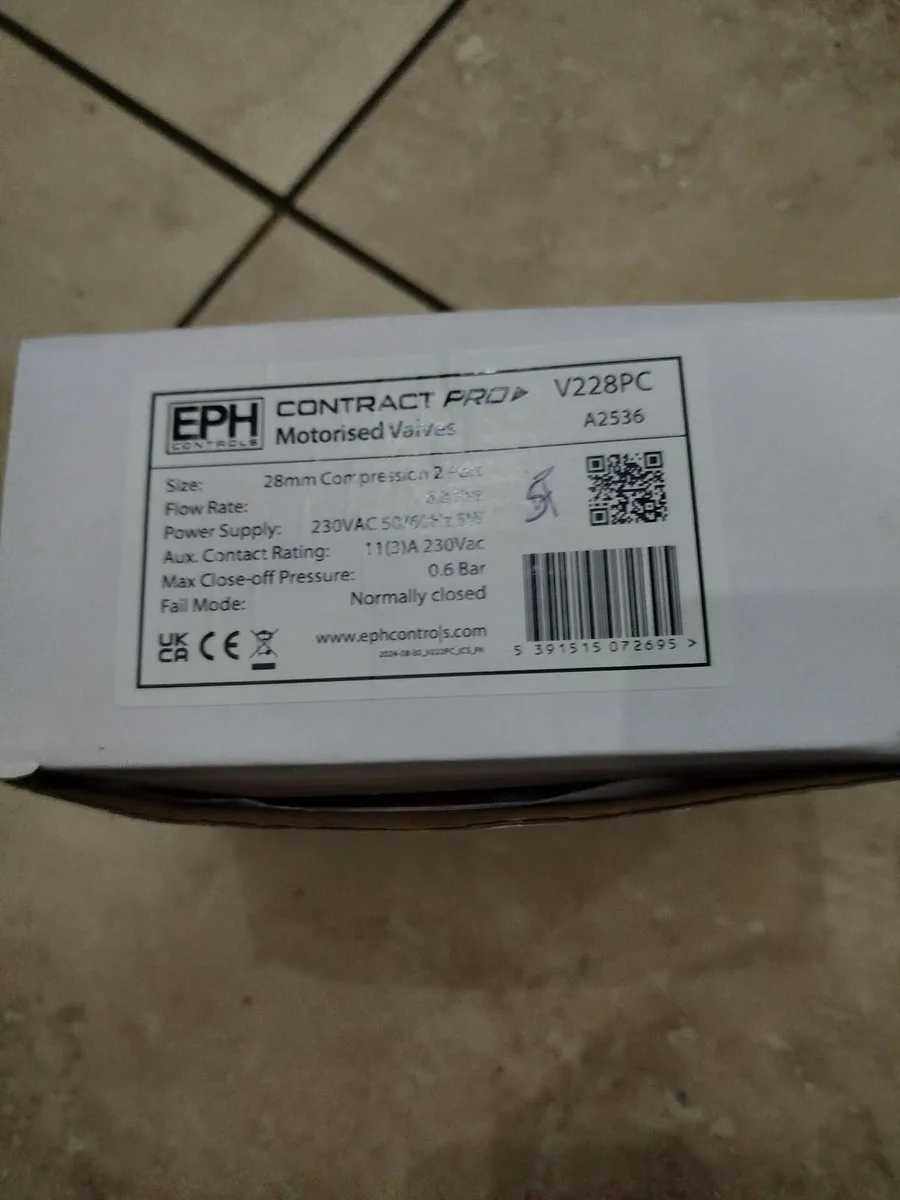 EPH
CONTROLS
CONTRACT PRO
Motorised Valves
V228PC
A2536
Size: 28mm Compression 2 Port
Flow Rate:
Power Supply: 230VAC 50/60Hz 5W
Aux. Contact Rating: 11(3)A 230Vac
Max Close-off Pressure: 0.6 Bar
Fail Mode: Normally closed
UK
CA CE
www.ephcontrols.com
5 391515 072695 >